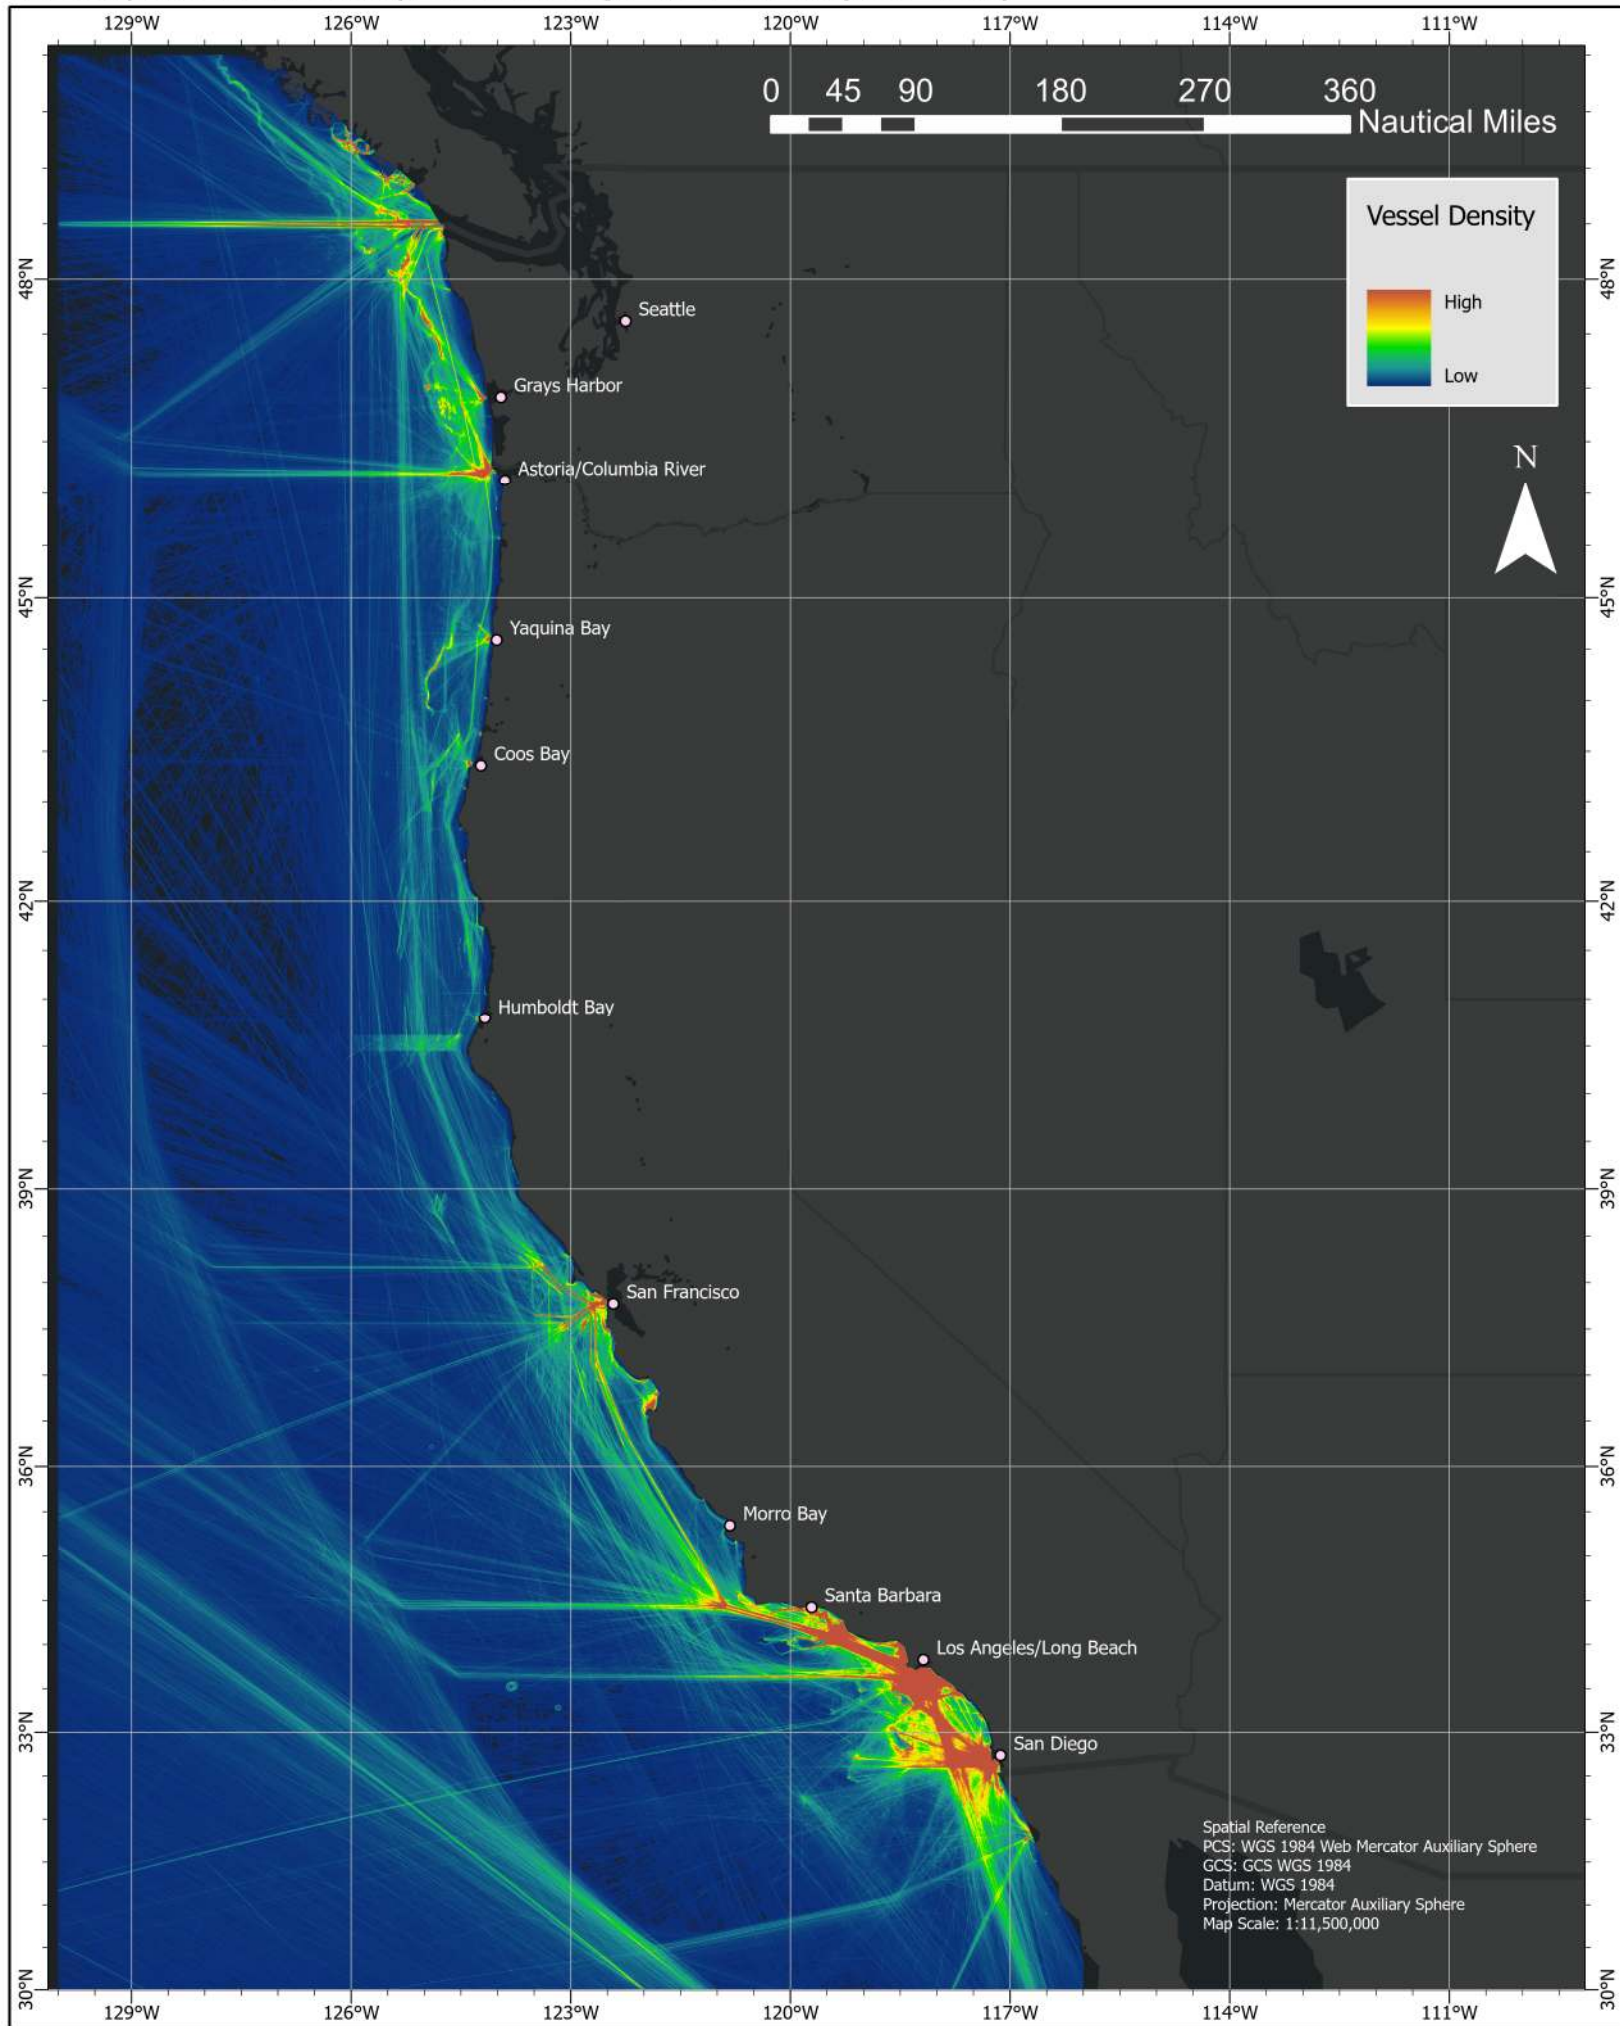 129°W 126°W 123°W 120°W 117°W 114°W 111°W
0 45 90 180 270 360
Nautical Miles
Vessel Density
High
Low
48°N 48°N
Seattle
Grays Harbor
N
Astoria/Columbia River
45°N 45°N
Yaquina Bay
Coos Bay
42°N 42°N
Humboldt Bay
39°N 39°N
San Francisco
36°N 36°N
Morro Bay
Santa Barbara
Los Angeles/Long Beach
33°N 33°N
San Diego
Spatial Reference
PCS: WGS 1984 Web Mercator Auxiliary Sphere
GCS: GCS WGS 1984
Datum: WGS 1984
Projection: Mercator Auxiliary Sphere
Map Scale: 1:11,500,000
30°N 30°N
129°W 126°W 123°W 120°W 117°W 114°W 111°W